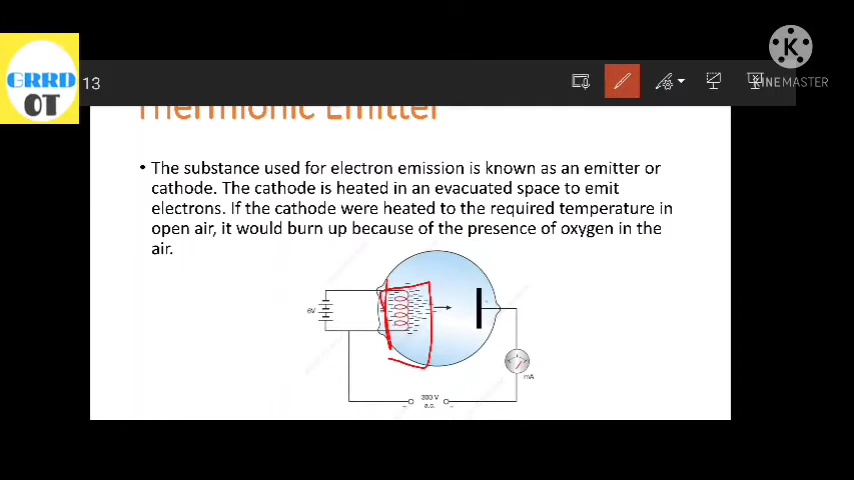 GRRD
OT
13
K
KINEMASTER
Thermionic Emitter
• The substance used for electron emission is known as an emitter or
cathode. The cathode is heated in an evacuated space to emit
electrons. If the cathode were heated to the required temperature in
open air, it would burn up because of the presence of oxygen in the
air.
6V
mA
300 V
a.c.